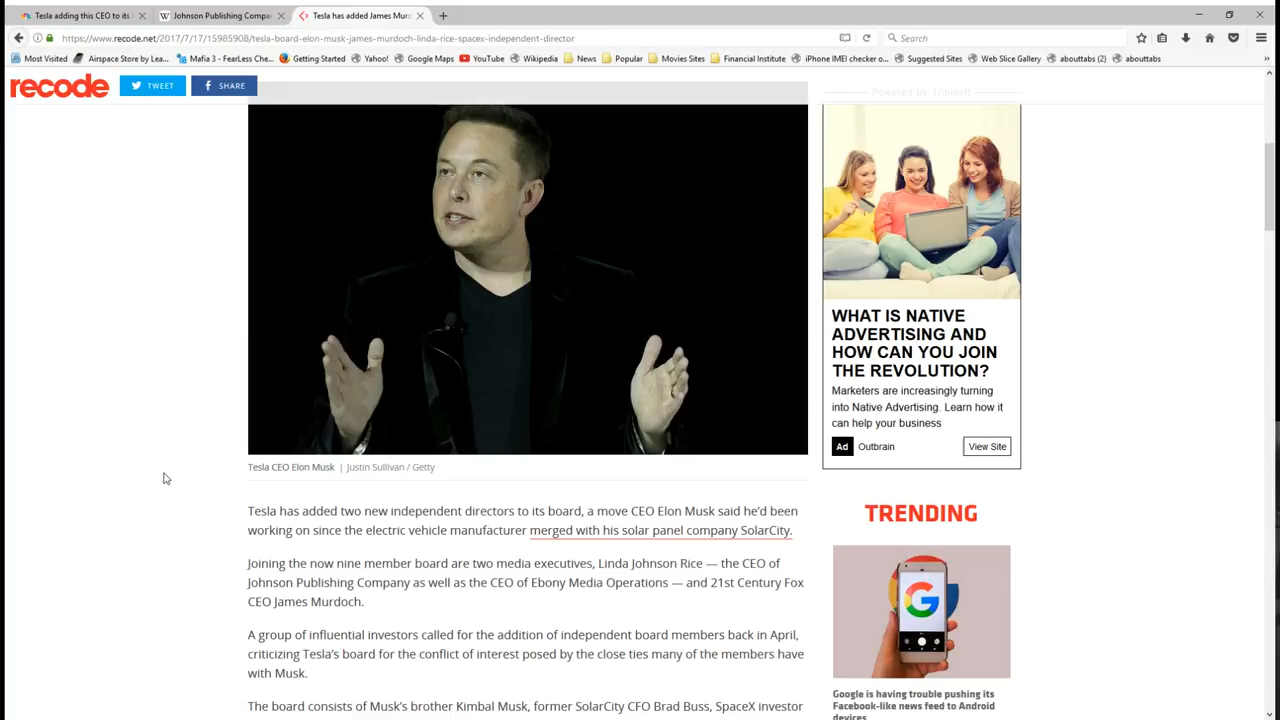 Tesla adding this CEO to its
Johnson Publishing Compa
Tesla has added James Murdo
https://www.recode.net/2017/7/17/15985908/tesla-board-elon-musk-james-murdoch-linda-rice-spacex-independent-director
Search
Most Visited
Airspace Store by Lea...
Mafia 3 - FearLess Che...
Getting Started
Yahoo!
Google Maps
YouTube
Wikipedia
News
Popular
Movies Sites
Financial Institute
iPhone IMEI checker o...
Suggested Sites
Web Slice Gallery
abouttabs (2)
abouttabs
recode
TWEET
SHARE
Powered by Triplelift
WHAT IS NATIVE
ADVERTISING AND
HOW CAN YOU JOIN
THE REVOLUTION?
Marketers are increasingly turning
into Native Advertising. Learn how it
can help your business
Ad Outbrain
View Site
Tesla CEO Elon Musk | Justin Sullivan / Getty
Tesla has added two new independent directors to its board, a move CEO Elon Musk said he'd been
working on since the electric vehicle manufacturer merged with his solar panel company SolarCity.
Joining the now nine member board are two media executives, Linda Johnson Rice — the CEO of
Johnson Publishing Company as well as the CEO of Ebony Media Operations — and 21st Century Fox
CEO James Murdoch.
A group of influential investors called for the addition of independent board members back in April,
criticizing Tesla's board for the conflict of interest posed by the close ties many of the members have
with Musk.
The board consists of Musk's brother Kimbal Musk, former SolarCity CFO Brad Buss, SpaceX investor
TRENDING
Google is having trouble pushing its
Facebook-like news feed to Android
devices